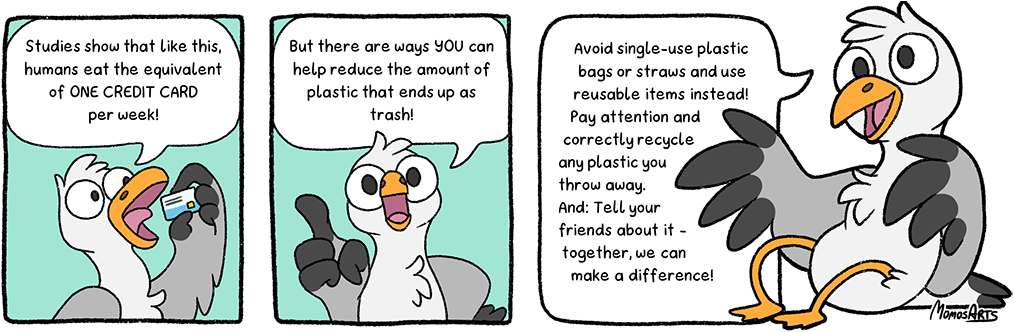 Studies show that like this,
humans eat the equivalent
of ONE CREDIT CARD
per week!
But there are ways YOU can
help reduce the amount of
plastic that ends up as
trash!
Avoid single-use plastic
bags or straws and use
reusable items instead!
Pay attention and
correctly recycle
any plastic you
throw away.
And: Tell your
friends about it -
together, we can
make a difference!
MOMOSARTS